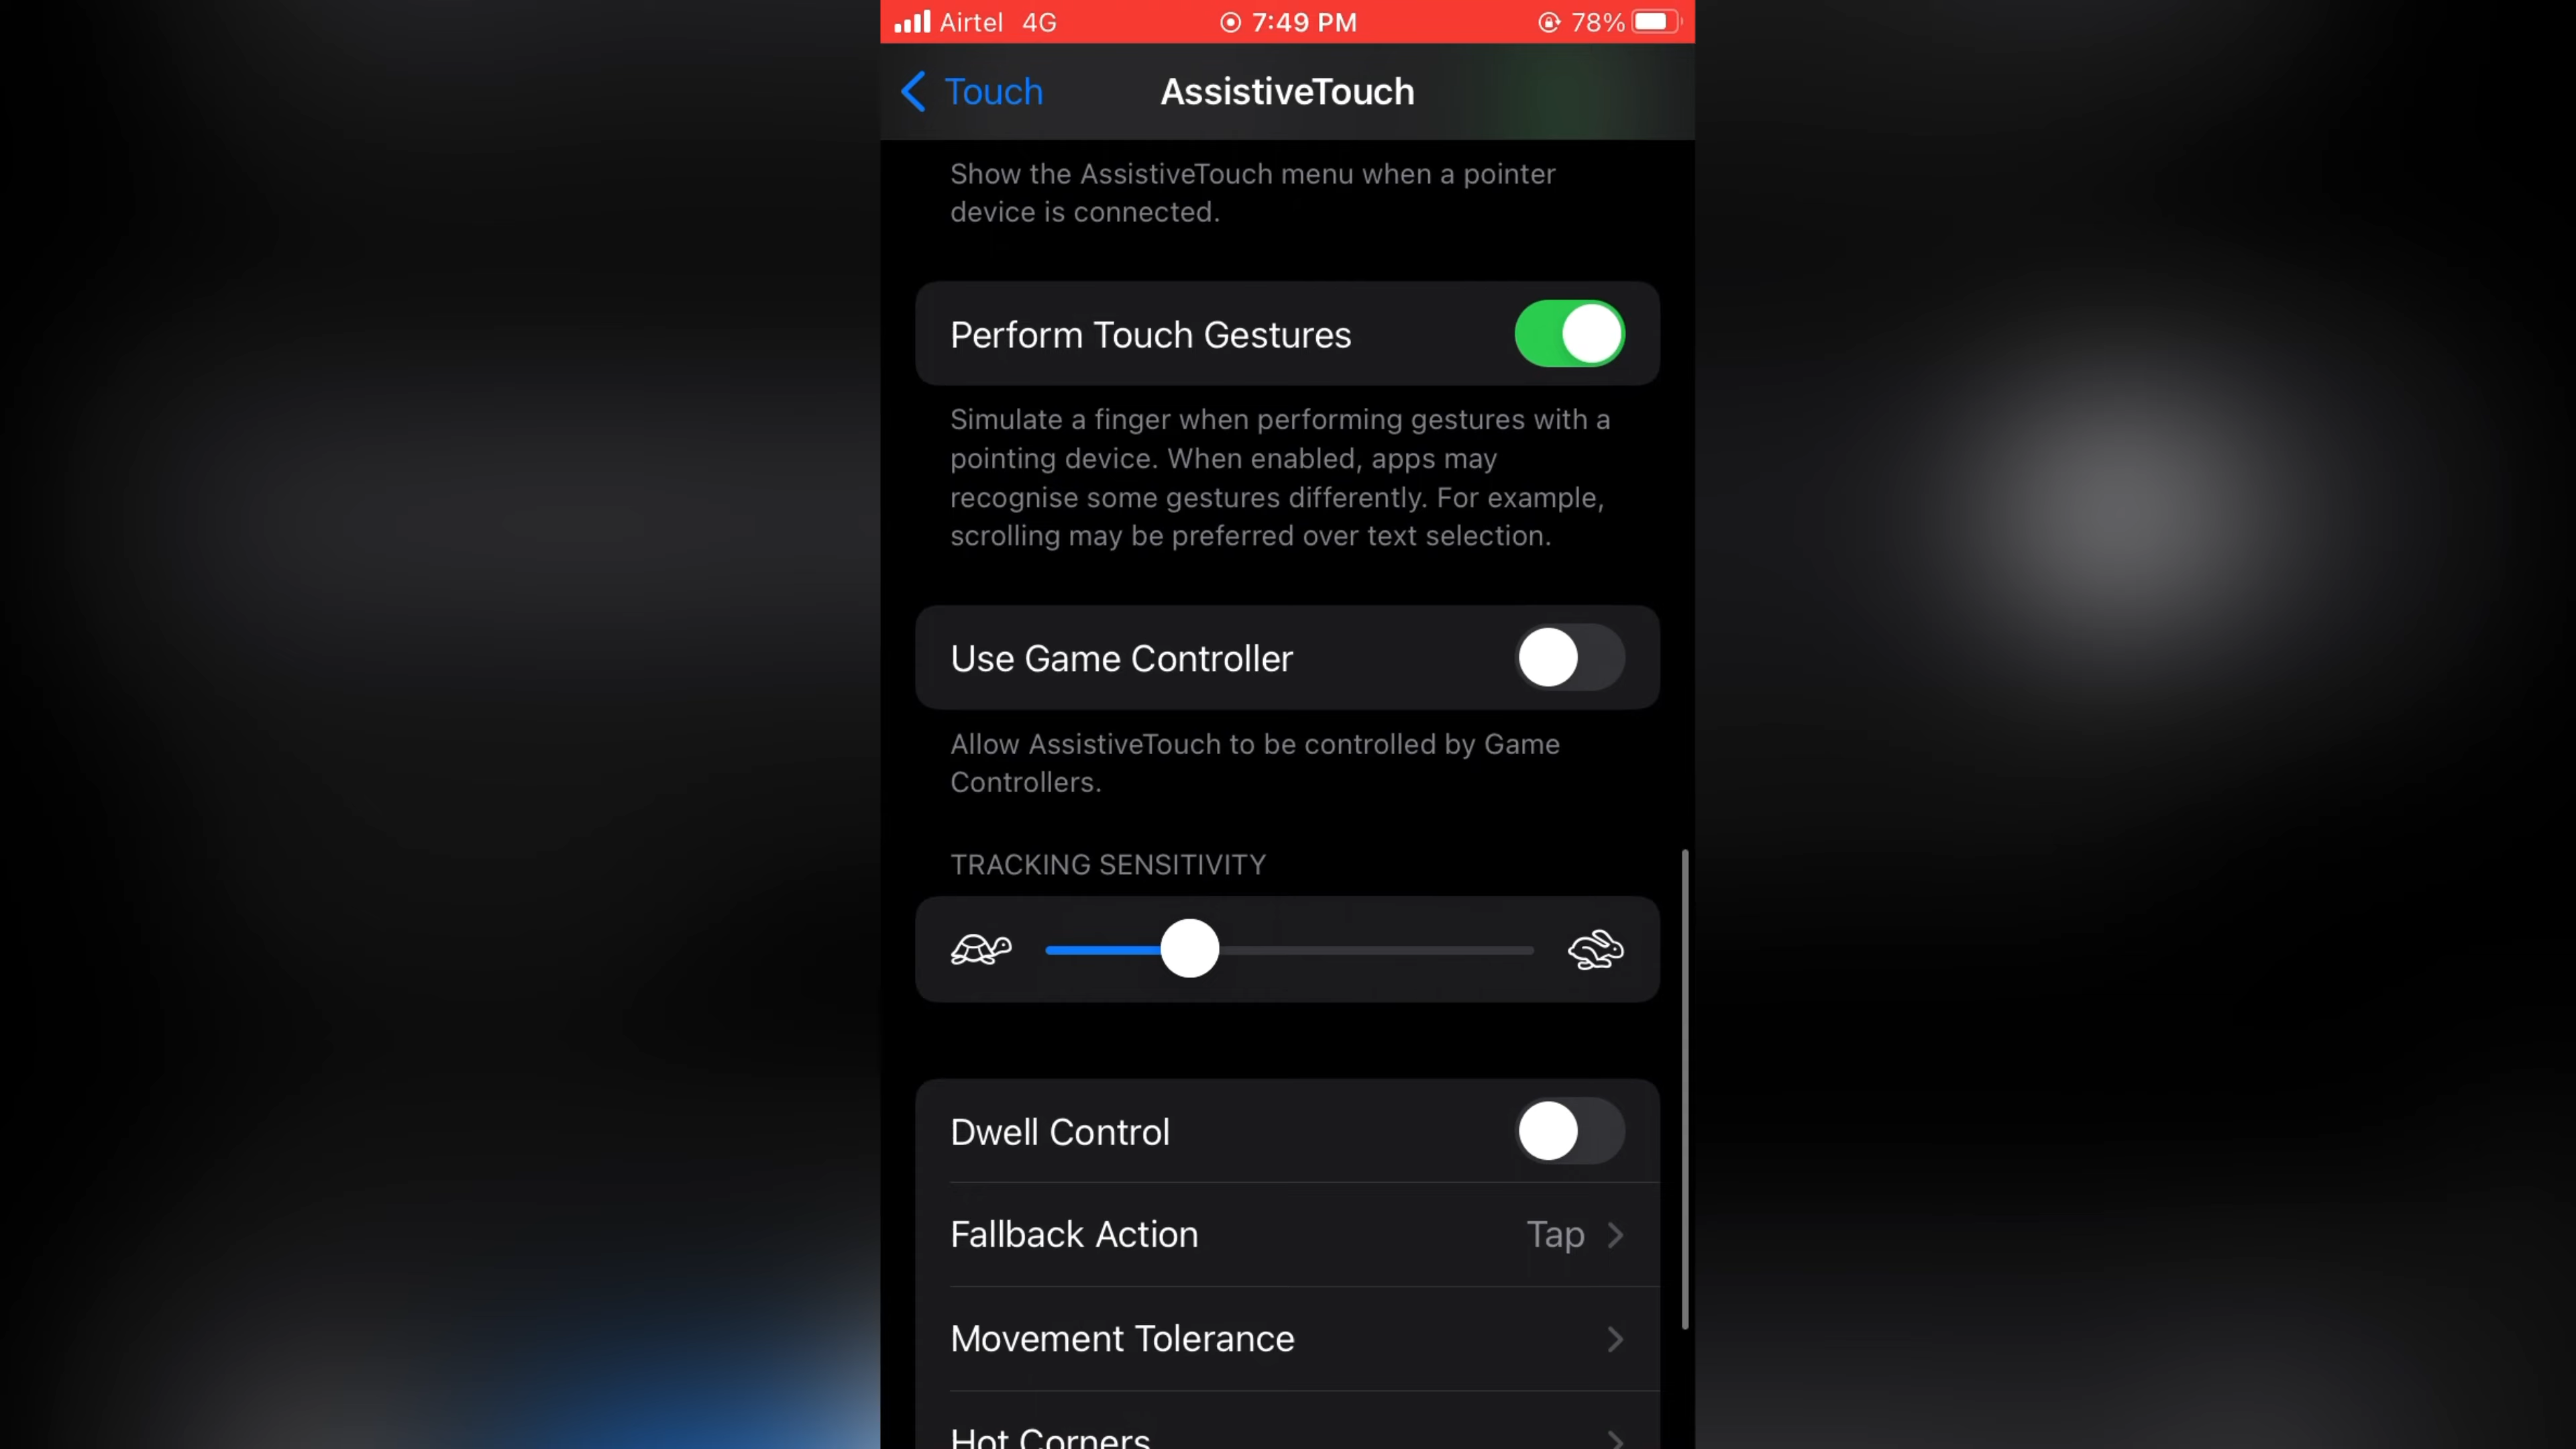 Airtel 4G 7:49 PM 78%
Touch AssistiveTouch
Show the AssistiveTouch menu when a pointer
device is connected.
Perform Touch Gestures
Simulate a finger when performing gestures with a
pointing device. When enabled, apps may
recognise some gestures differently. For example,
scrolling may be preferred over text selection.
Use Game Controller
Allow AssistiveTouch to be controlled by Game
Controllers.
TRACKING SENSITIVITY
Dwell Control
Fallback Action Tap
Movement Tolerance
Hot Corners